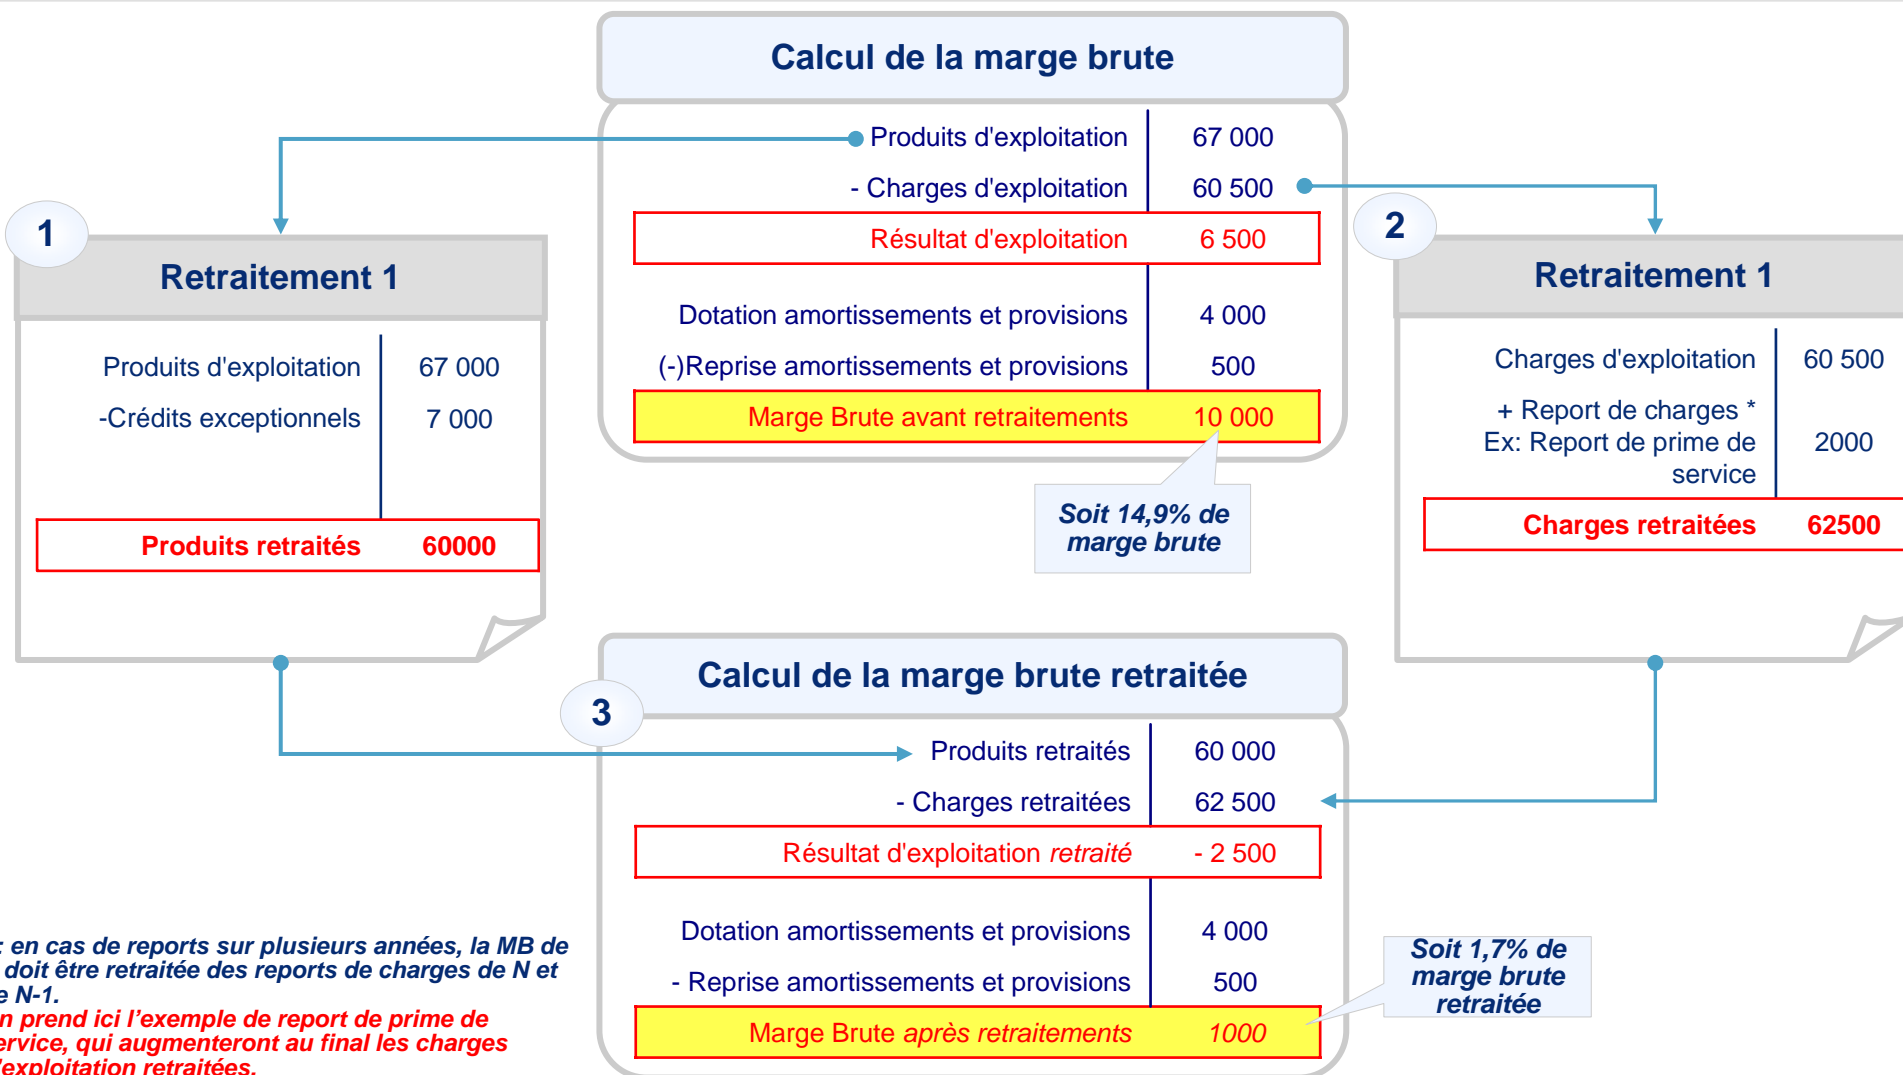 Calcul de la marge brute
Produits d'exploitation 67 000
- Charges d'exploitation 60 500
Résultat d'exploitation 6 500
Dotation amortissements et provisions 4 000
(-)Reprise amortissements et provisions 500
Marge Brute avant retraitements 10 000
Soit 14,9% de
marge brute
1
Retraitement 1
Produits d'exploitation 67 000
-Crédits exceptionnels 7 000
Produits retraités 60000
2
Retraitement 1
Charges d'exploitation 60 500
+ Report de charges *
Ex: Report de prime de 2000
service
Charges retraitées 62500
3
Calcul de la marge brute retraitée
Produits retraités 60 000
- Charges retraitées 62 500
Résultat d'exploitation retraité - 2 500
Dotation amortissements et provisions 4 000
- Reprise amortissements et provisions 500
Marge Brute après retraitements 1000
Soit 1,7% de
marge brute
retraitée
: en cas de reports sur plusieurs années, la MB de
doit être retraitée des reports de charges de N et
N-1.
prend ici l'exemple de report de prime de
service, qui augmenteront au final les charges
d'exploitation retraitées.